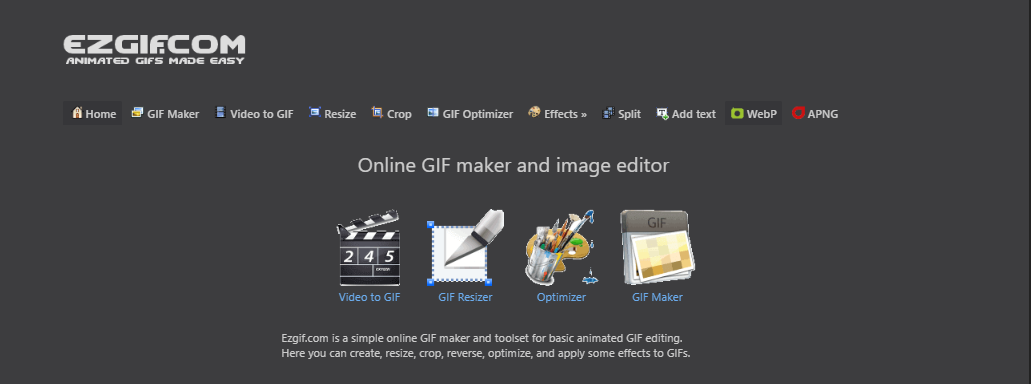 EZGIF.COM
ANIMATED GIFS MADE EASY
Home GIF Maker Video to GIF Resize Crop GIF Optimizer Effects » Split Add text WebP APNG
Online GIF maker and image editor
2 4 5
GIF
Video to GIF GIF Resizer Optimizer GIF Maker
Ezgif.com is a simple online GIF maker and toolset for basic animated GIF editing.
Here you can create, resize, crop, reverse, optimize, and apply some effects to GIFs.